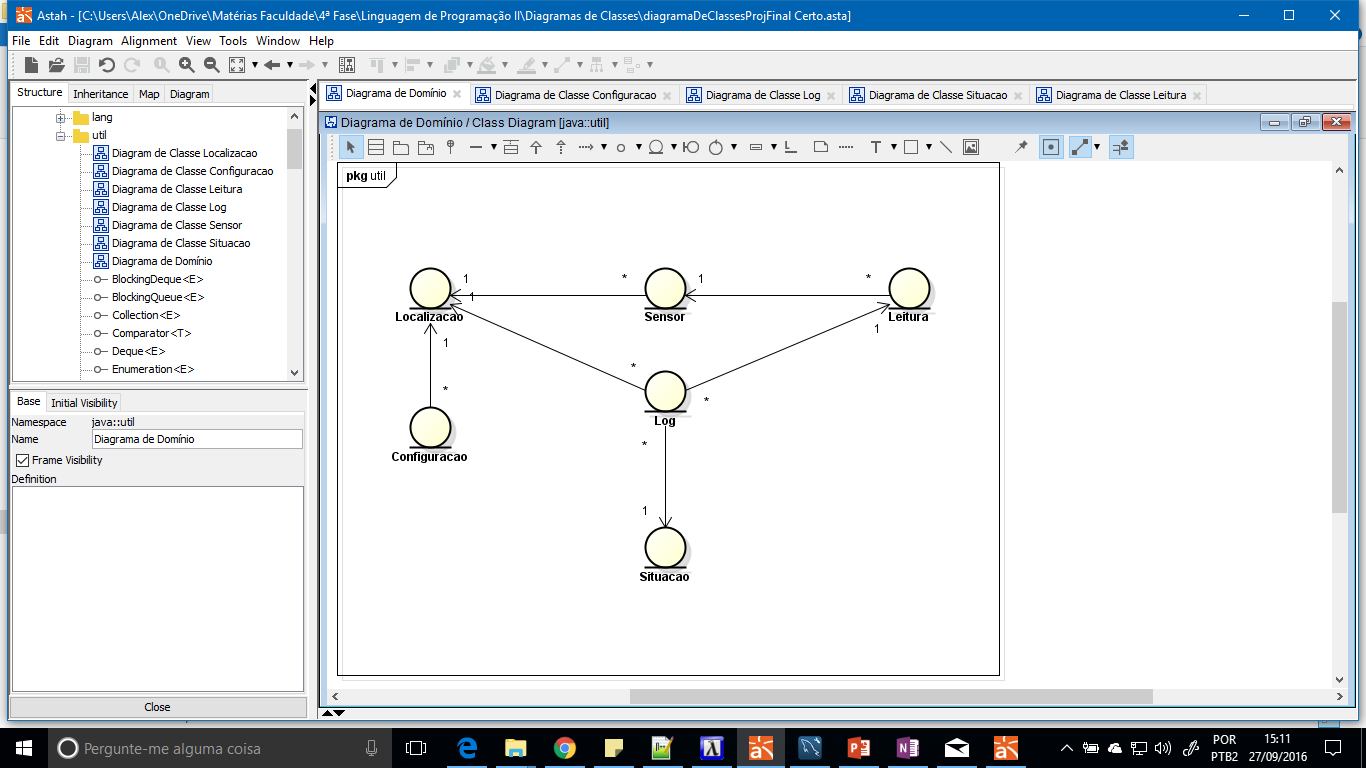 Astah - [C:\Users\Alex\OneDrive\Matérias Faculdade\4ª Fase\Linguagem de Programação II\Diagramas de Classes\diagramaDeClassesProjFinal Certo.asta]
File Edit Diagram Alignment View Tools Window Help
Structure Inheritance Map Diagram
lang
util
Diagram de Classe Localizacao
Diagrama de Classe Configuracao
Diagrama de Classe Leitura
Diagrama de Classe Log
Diagrama de Classe Sensor
Diagrama de Classe Situacao
Diagrama de Domínio
BlockingDeque<E>
BlockingQueue<E>
Collection<E>
Comparator<T>
Deque<E>
Enumeration<E>
Base Initial Visibility
Namespace java::util
Name Diagrama de Domínio
Frame Visibility
Definition
Close
Diagrama de Domínio Diagrama de Classe Configuracao Diagrama de Classe Log Diagrama de Classe Situacao Diagrama de Classe Leitura
Diagrama de Domínio / Class Diagram [java::util]
T
pkg util
1 * 1 *
1
Localizacao Sensor Leitura
1 1
* *
*
Log
Configuracao
*
1
Situacao
Pergunte-me alguma coisa
POR 15:11
PTB2 27/09/2016